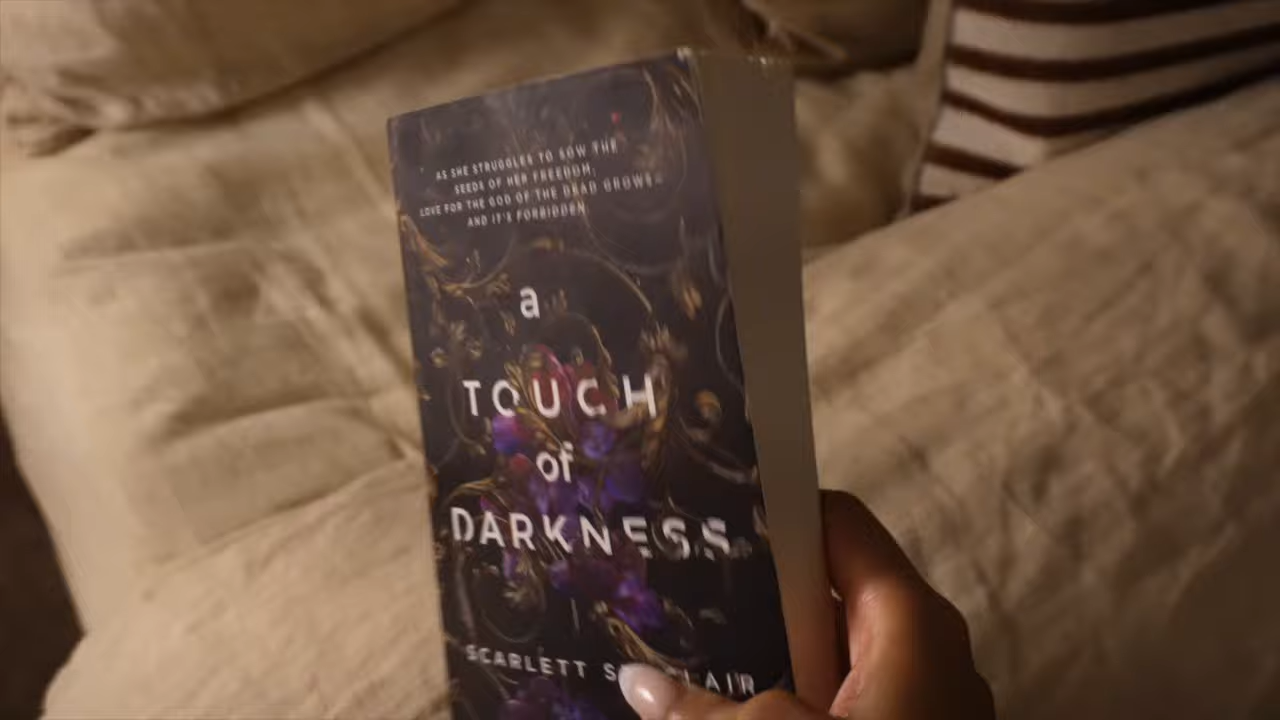 AS SHE STRUGGLES TO SOW THE
SEEDS OF HER FREEDOM,
LOVE FOR THE GOD OF THE DEAD GROWS—
AND IT'S FORBIDDEN.
a
TOUCH
of
DARKNESS
SCARLETT